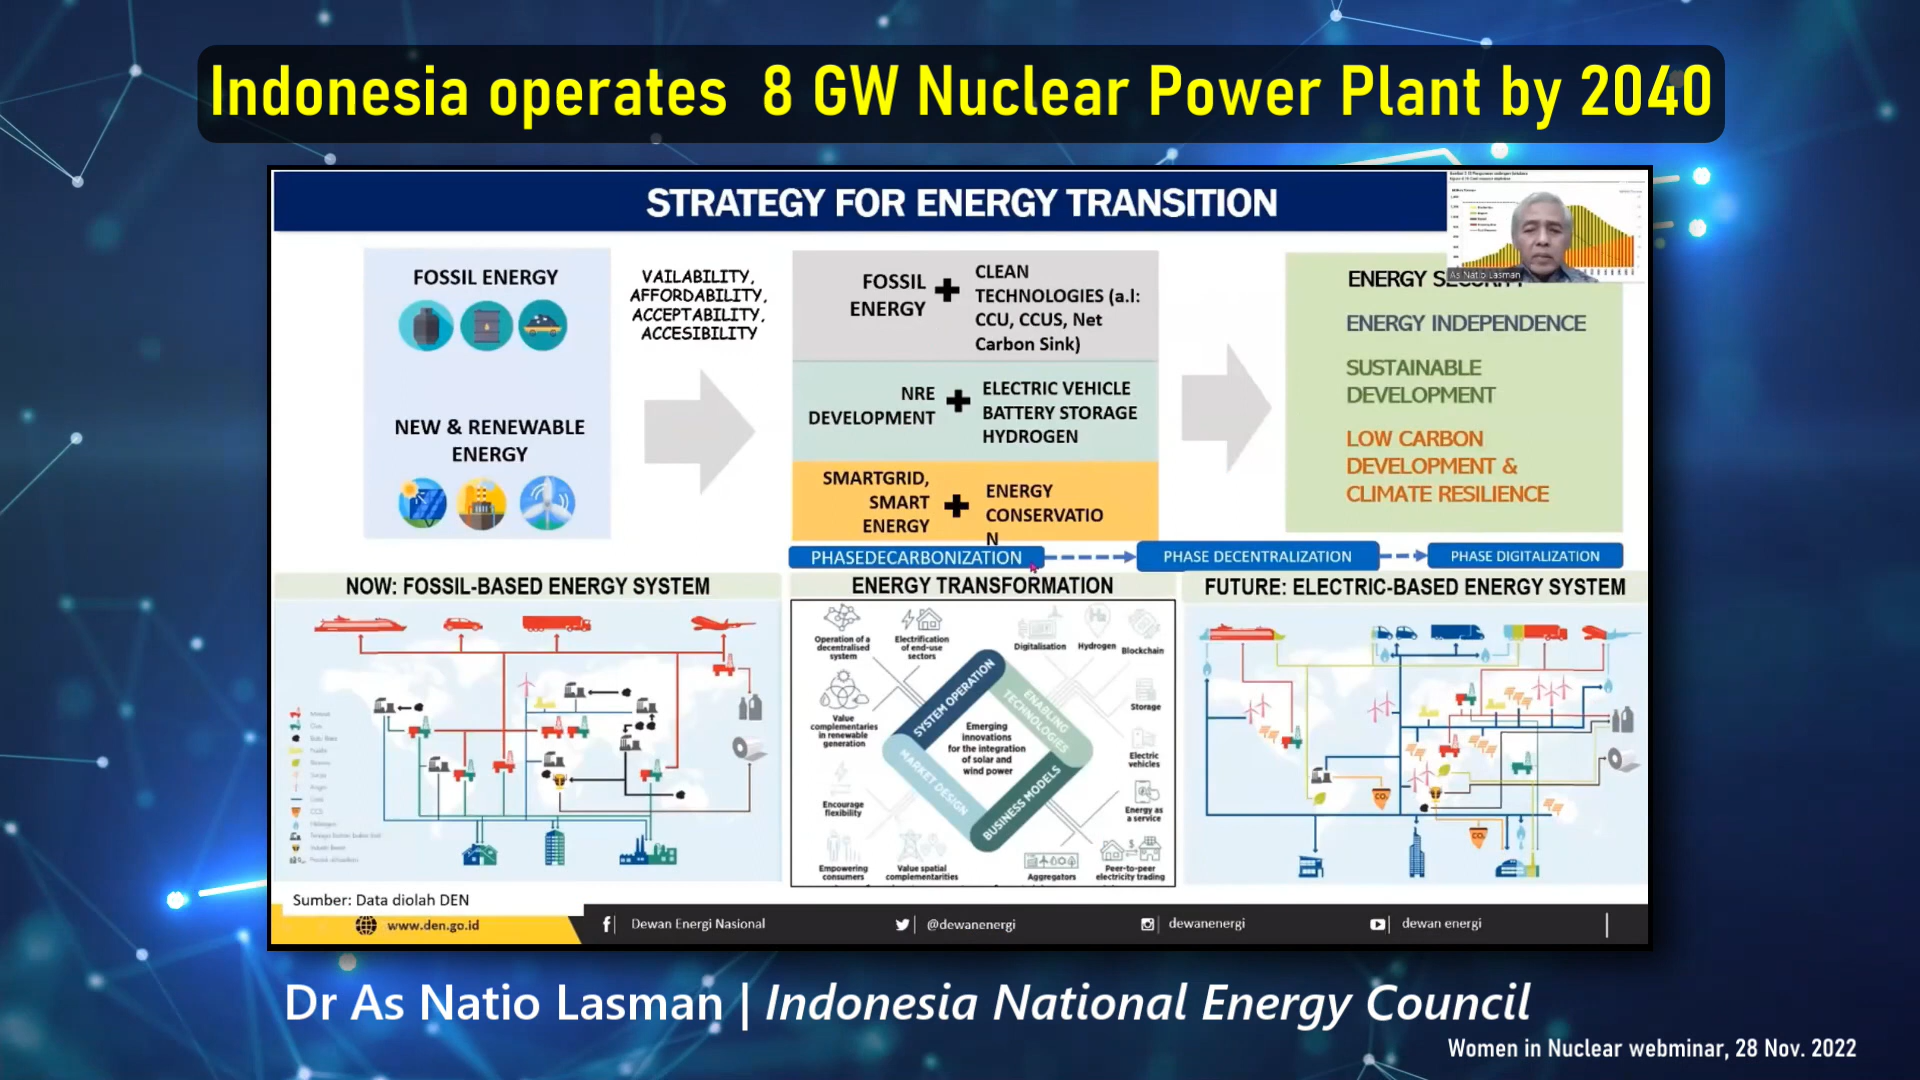 Indonesia operates 8 GW Nuclear Power Plant by 2040
STRATEGY FOR ENERGY TRANSITION
As Natio Lasman
FOSSIL ENERGY
NEW & RENEWABLE
ENERGY
VAILABILITY,
AFFORDABILITY,
ACCEPTABILITY,
ACCESIBILITY
FOSSIL
ENERGY
+
CLEAN
TECHNOLOGIES (a.l:
CCU, CCUS, Net
Carbon Sink)
NRE
DEVELOPMENT
+
ELECTRIC VEHICLE
BATTERY STORAGE
HYDROGEN
SMARTGRID,
SMART
ENERGY
+
ENERGY
CONSERVATIO
N
ENERGY SECURITY
ENERGY INDEPENDENCE
SUSTAINABLE
DEVELOPMENT
LOW CARBON
DEVELOPMENT &
CLIMATE RESILIENCE
PHASEDECARBONIZATION
PHASE DECENTRALIZATION
PHASE DIGITALIZATION
NOW: FOSSIL-BASED ENERGY SYSTEM
ENERGY TRANSFORMATION
Operation of a
decentralised
system
Electrification
of end-use
sectors
Digitalisation
Hydrogen
Blockchain
Value
complementaries
in renewable
generation
Storage
Encourage
flexibility
Electric
vehicles
Energy as
a service
Empowering
consumers
Value spatial
complementarities
Aggregators
Peer-to-peer
electricity trading
SYSTEM OPERATION
ENABLING
TECHNOLOGIES
MARKET DESIGN
BUSINESS MODELS
Emerging
innovations
for the integration
of solar and
wind power
FUTURE: ELECTRIC-BASED ENERGY SYSTEM
CO₂
CO₂
Sumber: Data diolah DEN
www.den.go.id
Dewan Energi Nasional
@dewanenergi
dewanenergi
dewan energi
Dr As Natio Lasman | Indonesia National Energy Council
Women in Nuclear webminar, 28 Nov. 2022